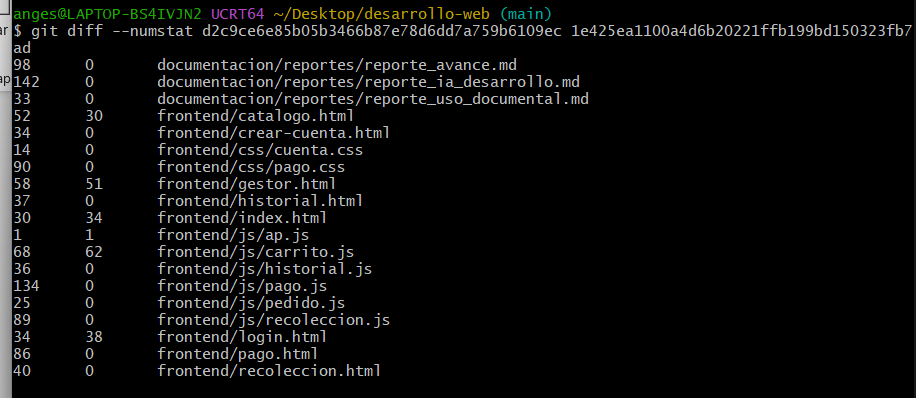 anges@LAPTOP-BS4IVJN2 UCRT64 ~/Desktop/desarrollo-web (main)
$ git diff --numstat d2c9ce6e85b05b3466b87e78d6dd7a759b6109ec 1e425ea1100a4d6b20221ffb199bd150323fb7
ad
98 0 documentacion/reportes/reporte_avance.md
142 0 documentacion/reportes/reporte_ia_desarrollo.md
33 0 documentacion/reportes/reporte_uso_documental.md
52 30 frontend/catalogo.html
34 0 frontend/crear-cuenta.html
14 0 frontend/css/cuenta.css
90 0 frontend/css/pago.css
58 51 frontend/gestor.html
37 0 frontend/historial.html
30 34 frontend/index.html
1 1 frontend/js/ap.js
68 62 frontend/js/carrito.js
36 0 frontend/js/historial.js
134 0 frontend/js/pago.js
25 0 frontend/js/pedido.js
89 0 frontend/js/recoleccion.js
34 38 frontend/login.html
86 0 frontend/pago.html
40 0 frontend/recoleccion.html